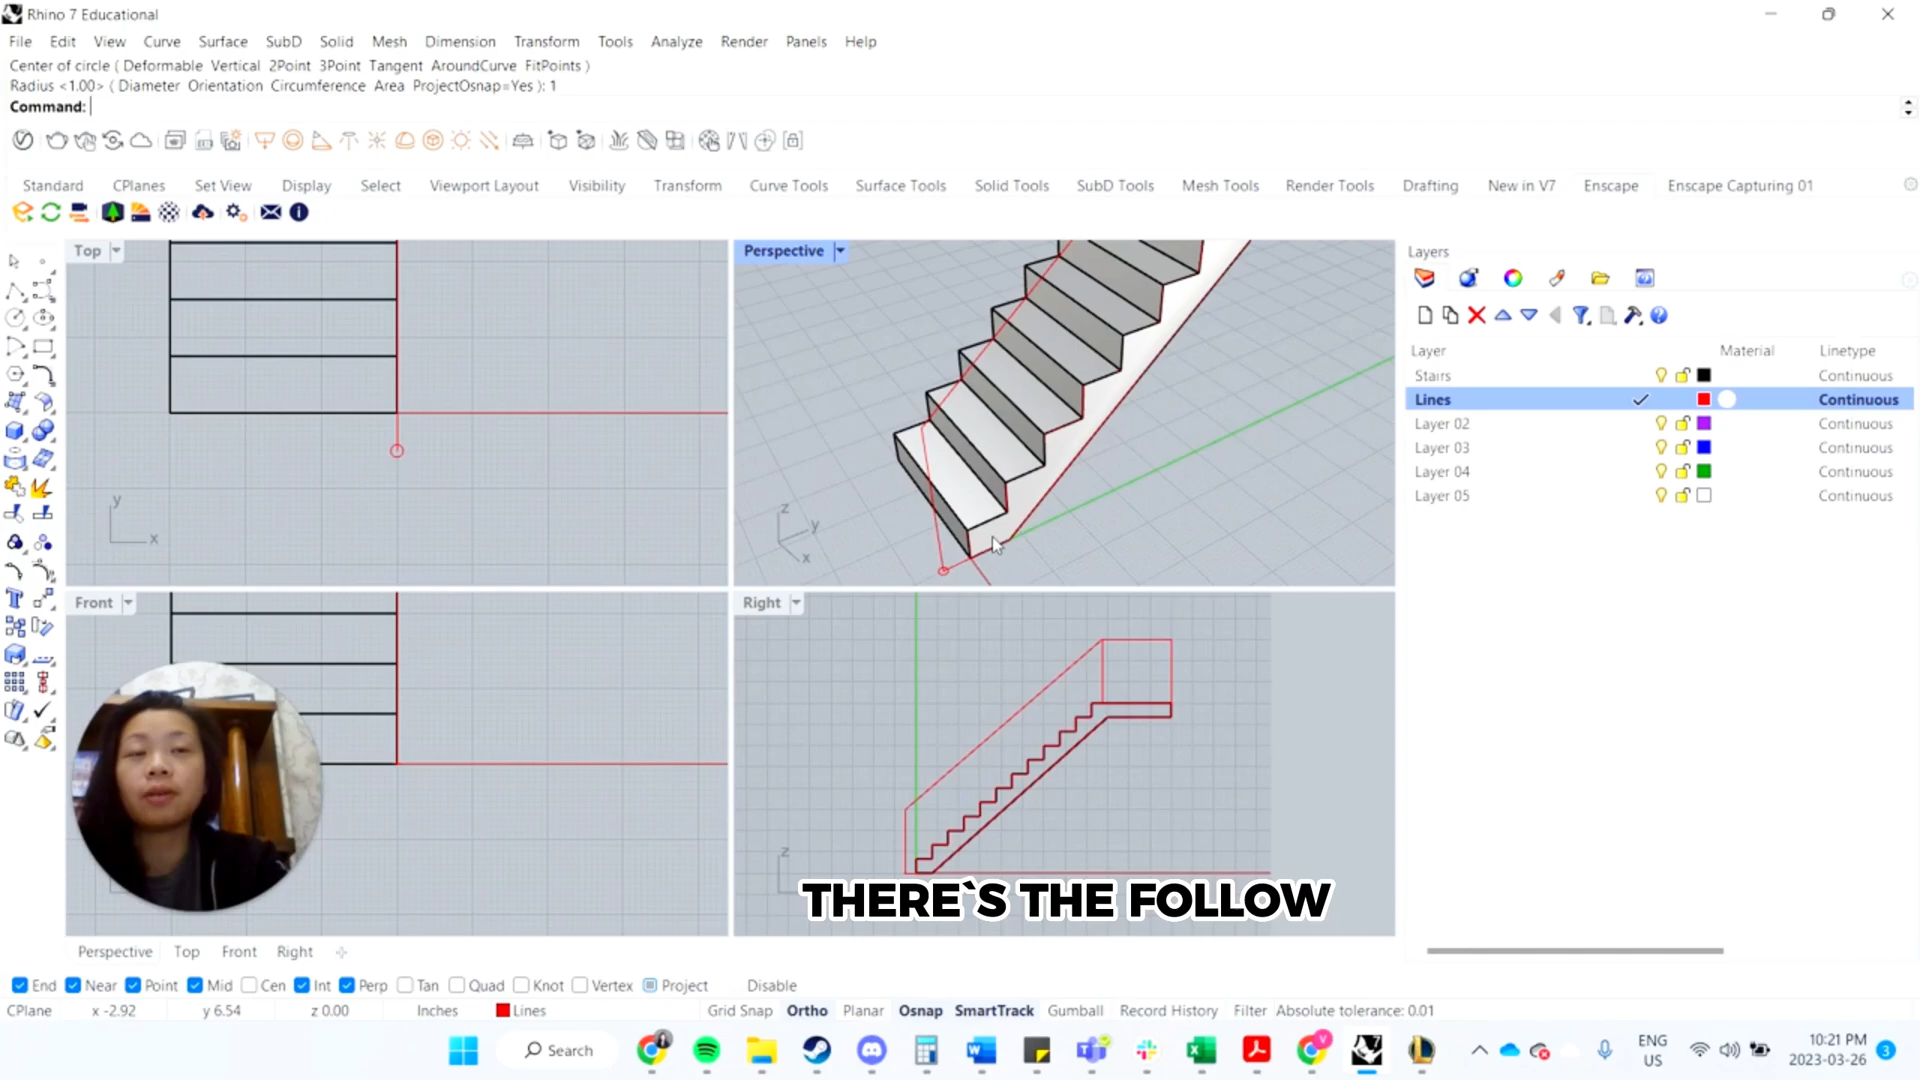 Rhino 7 Educational
File Edit View Curve Surface SubD Solid Mesh Dimension Transform Tools Analyze Render Panels Help
Center of circle ( Deformable Vertical 2Point 3Point Tangent AroundCurve FitPoints )
Radius <1.00> ( Diameter Orientation Circumference Area ProjectOsnap=Yes ): 1
Command:
Standard CPlanes Set View Display Select Viewport Layout Visibility Transform Curve Tools Surface Tools Solid Tools SubD Tools Mesh Tools Render Tools Drafting New in V7 Enscape Enscape Capturing 01
Top
Perspective
Layers
Layer Material Linetype
Stairs Continuous
Lines Continuous
Layer 02 Continuous
Layer 03 Continuous
Layer 04 Continuous
Layer 05 Continuous
y
x
z
y
x
Front
Right
z
THERE`S THE FOLLOW
Perspective Top Front Right
End Near Point Mid Cen Int Perp Tan Quad Knot Vertex Project Disable
CPlane x -2.92 y 6.54 z 0.00 Inches Lines Grid Snap Ortho Planar Osnap SmartTrack Gumball Record History Filter Absolute tolerance: 0.01
Search
ENG
US
10:21 PM
2023-03-26
3